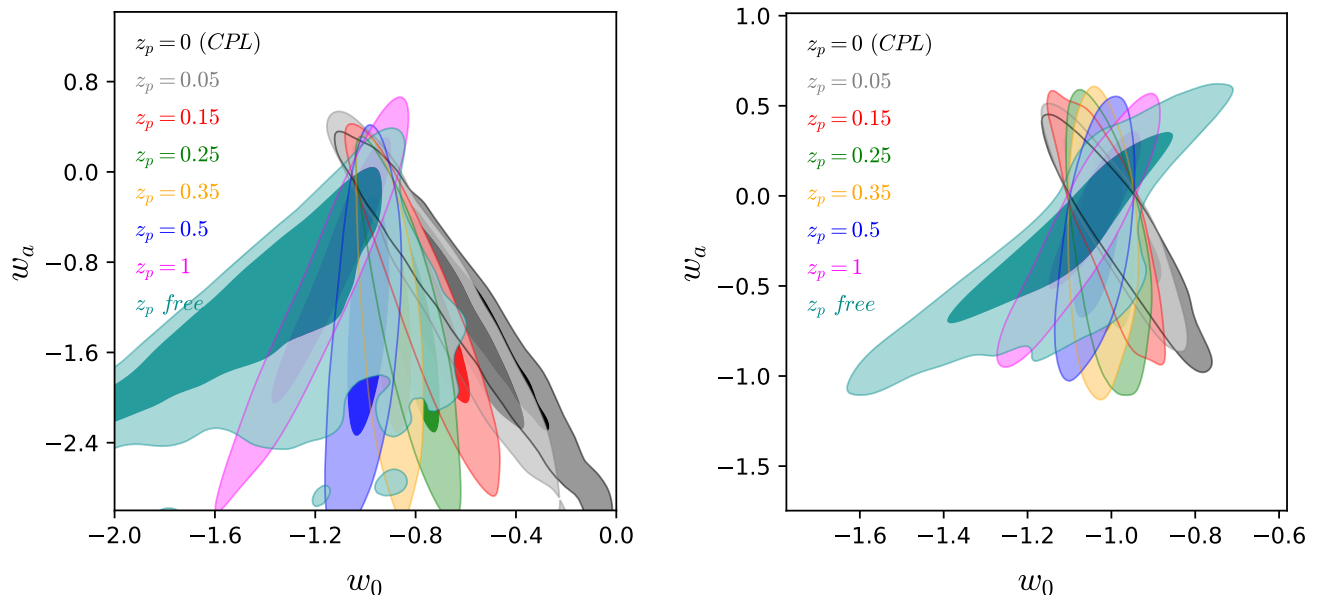 z_p = 0 (CPL)
z_p = 0.05
z_p = 0.15
z_p = 0.25
z_p = 0.35
z_p = 0.5
z_p = 1
z_p free
0.8
0.0
−0.8
−1.6
−2.4
w_a
−2.0
−1.6
−1.2
−0.8
−0.4
0.0
w_0
z_p = 0 (CPL)
z_p = 0.05
z_p = 0.15
z_p = 0.25
z_p = 0.35
z_p = 0.5
z_p = 1
z_p free
1.0
0.5
0.0
−0.5
−1.0
−1.5
w_a
−1.6
−1.4
−1.2
−1.0
−0.8
−0.6
w_0